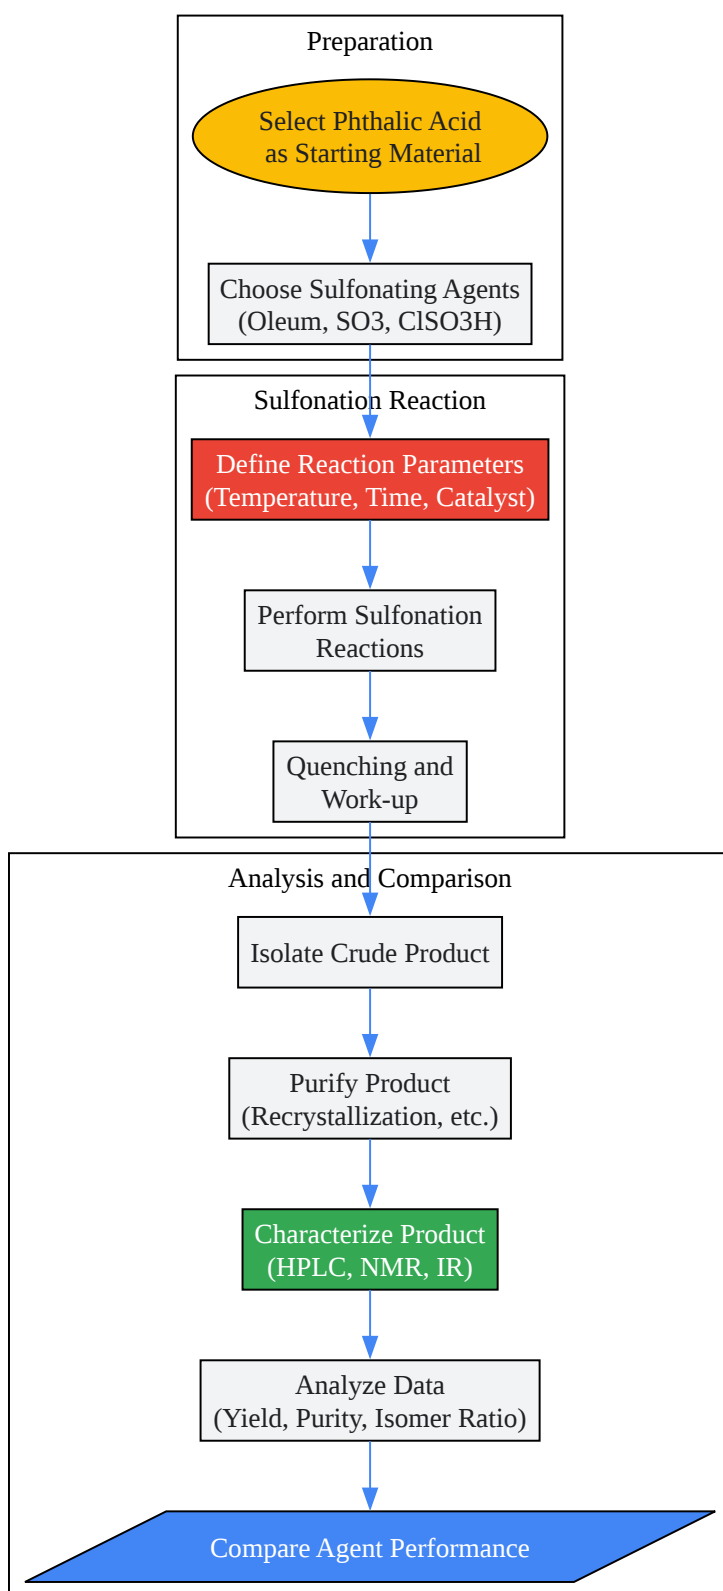 Preparation
Select Phthalic Acid
as Starting Material
Choose Sulfonating Agents
(Oleum, SO3, ClSO3H)
Sulfonation Reaction
Define Reaction Parameters
(Temperature, Time, Catalyst)
Perform Sulfonation
Reactions
Quenching and
Work-up
Analysis and Comparison
Isolate Crude Product
Purify Product
(Recrystallization, etc.)
Characterize Product
(HPLC, NMR, IR)
Analyze Data
(Yield, Purity, Isomer Ratio)
Compare Agent Performance